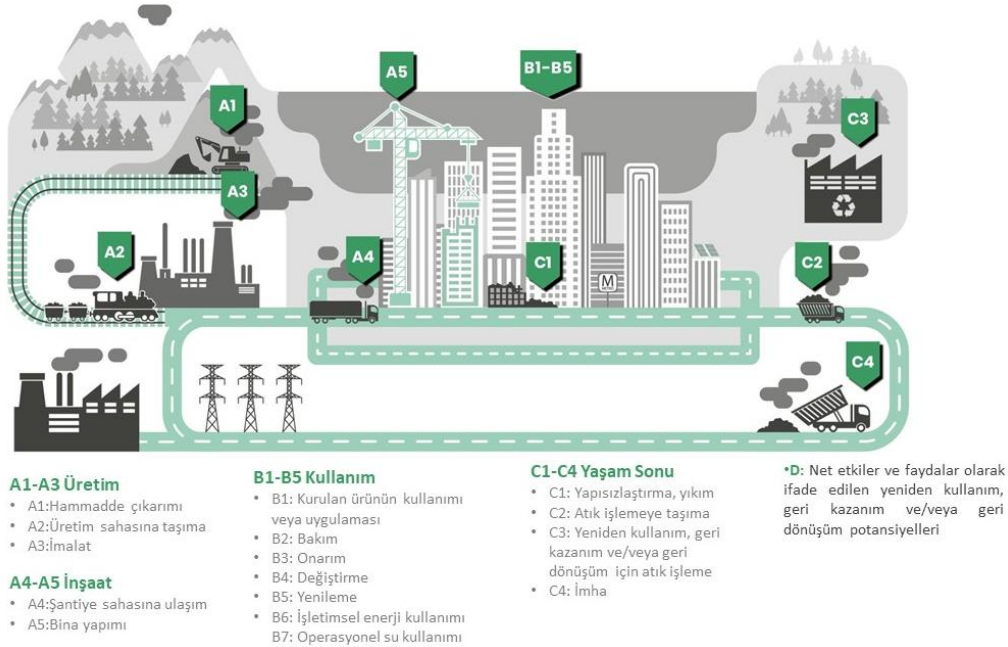 A5
B1-B5
A1
C3
A3
A2
A4
C1
M
METRO
C2
C4
A1-A3 Üretim
• A1:Hammadde çıkarımı
• A2:Üretim sahasına taşıma
• A3:İmalat
A4-A5 İnşaat
• A4:Şantiye sahasına ulaşım
• A5:Bina yapımı
B1-B5 Kullanım
• B1: Kurulan ürünün kullanımı
veya uygulaması
• B2: Bakım
• B3: Onarım
• B4: Değiştirme
• B5: Yenileme
• B6: İşletimsel enerji kullanımı
B7: Operasyonel su kullanımı
C1-C4 Yaşam Sonu
• C1: Yapısızlaştırma, yıkım
• C2: Atık işlemeye taşıma
• C3: Yeniden kullanım, geri
kazanım ve/veya geri
dönüşüm için atık işleme
• C4: İmha
•D: Net etkiler ve faydalar olarak
ifade edilen yeniden kullanım,
geri kazanım ve/veya geri
dönüşüm potansiyelleri